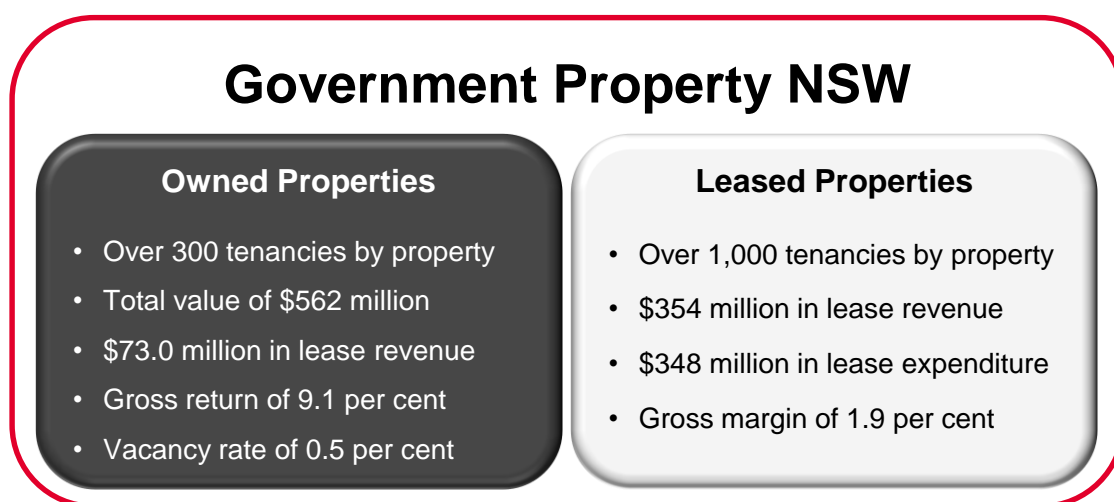 Government Property NSW
Owned Properties
• Over 300 tenancies by property
• Total value of $562 million
• $73.0 million in lease revenue
• Gross return of 9.1 per cent
• Vacancy rate of 0.5 per cent
Leased Properties
• Over 1,000 tenancies by property
• $354 million in lease revenue
• $348 million in lease expenditure
• Gross margin of 1.9 per cent